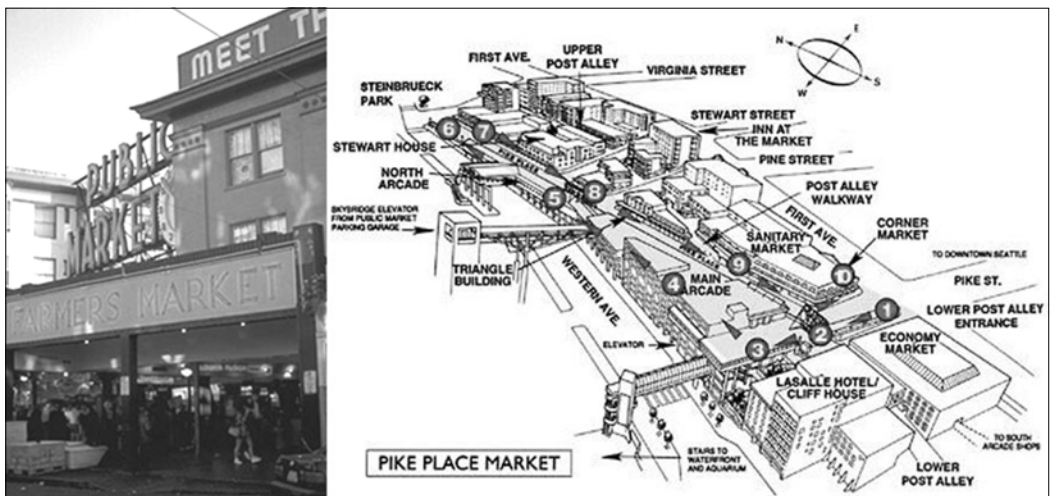 MEET TH
PUBLIC
MARKET
FARMERS MARKET
FIRST AVE.
UPPER
POST ALLEY
VIRGINIA STREET
STEINBRUECK
PARK
N
E
W
S
6
7
STEWART STREET
INN AT
THE MARKET
STEWART HOUSE
PIKE PLACE
PINE STREET
NORTH
ARCADE
5
8
POST ALLEY
WALKWAY
SKYBRIDGE ELEVATOR
FROM PUBLIC MARKET
PARKING GARAGE
FIRST AVE.
CORNER
MARKET
SANITARY
MARKET
TO DOWNTOWN SEATTLE
TRIANGLE
BUILDING
PIKE PLACE
9
4
MAIN
ARCADE
PIKE ST.
WESTERN AVE.
LOWER POST ALLEY
ENTRANCE
1
2
3
ELEVATOR
ECONOMY
MARKET
LASALLE HOTEL/
CLIFF HOUSE
TO SOUTH
ARCADE SHOPS
PIKE PLACE MARKET
STAIRS TO
WATERFRONT
AND AQUARIUM
LOWER
POST ALLEY